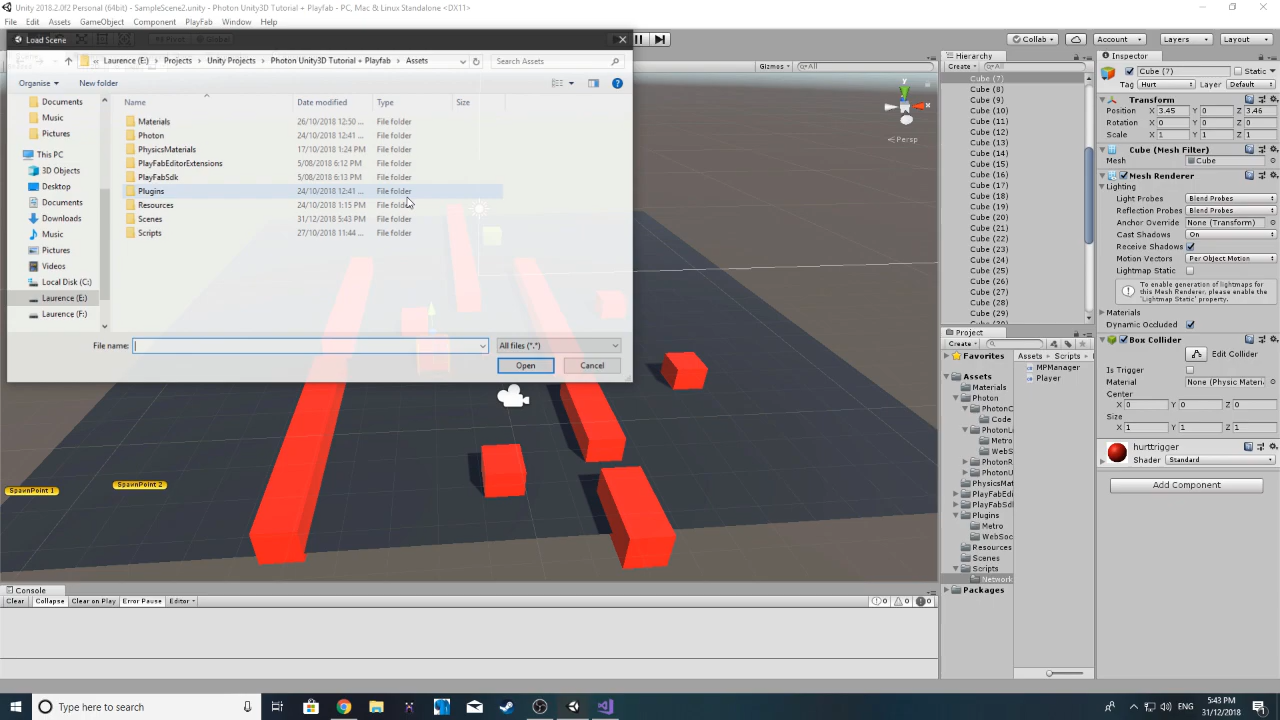 Unity 2018.2.0f2 Personal (64bit) - SampleScene2.unity - Photon Unity3D Tutorial + Playfab - PC, Mac & Linux Standalone <DX11>
File Edit Assets GameObject Component PlayFab Window Help
Load Scene
Collab
Account
Layers
Layout
Laurence (E:) > Projects > Unity Projects > Photon Unity3D Tutorial + Playfab > Assets
Search Assets
Organise
New folder
Name
Date modified
Type
Size
Documents
Music
Pictures
This PC
3D Objects
Desktop
Documents
Downloads
Music
Pictures
Videos
Local Disk (C:)
Laurence (E:)
Laurence (F:)
Materials 26/10/2018 12:50 ... File folder
Photon 24/10/2018 12:41 ... File folder
PhysicsMaterials 17/10/2018 1:24 PM File folder
PlayFabEditorExtensions 5/08/2018 6:12 PM File folder
PlayFabSdk 5/08/2018 6:13 PM File folder
Plugins 24/10/2018 12:41 ... File folder
Resources 24/10/2018 1:15 PM File folder
Scenes 31/12/2018 5:43 PM File folder
Scripts 27/10/2018 11:44 ... File folder
File name:
All files (*.*)
Open
Cancel
Gizmos
All
y
x
Persp
SpawnPoint 1
SpawnPoint 2
Hierarchy
Create
All
Cube (7)
Cube (8)
Cube (9)
Cube (10)
Cube (11)
Cube (12)
Cube (13)
Cube (14)
Cube (15)
Cube (16)
Cube (17)
Cube (18)
Cube (19)
Cube (20)
Cube (21)
Cube (22)
Cube (23)
Cube (24)
Cube (25)
Cube (26)
Cube (27)
Cube (28)
Cube (29)
Project
Create
Favorites
Assets
Materials
Photon
PhotonC
Code
PhotonL
Metro
WebS
PhotonR
PhotonU
PhysicsMat
PlayFabEdi
PlayFabSd
Plugins
Metro
WebSoc
Resources
Scenes
Scripts
Network
Packages
Assets > Scripts >
MPManager
Player
Inspector
Cube (7)
Static
Tag Hurt
Layer Default
Transform
Position X 3.45 Y 0 Z 3.46
Rotation X 0 Y 0 Z 0
Scale X 1 Y 1 Z 1
Cube (Mesh Filter)
Mesh Cube
Mesh Renderer
Lighting
Light Probes Blend Probes
Reflection Probes Blend Probes
Anchor Override None (Transform)
Cast Shadows On
Receive Shadows
Motion Vectors Per Object Motion
Lightmap Static
To enable generation of lightmaps for
this Mesh Renderer, please enable the
'Lightmap Static' property.
Materials
Dynamic Occluded
Box Collider
Edit Collider
Is Trigger
Material None (Physic Materi
Center
X 0 Y 0 Z 0
Size
X 1 Y 1 Z 1
hurttrigger
Shader Standard
Add Component
Console
Clear Collapse Clear on Play Error Pause Editor
0 0 0
Type here to search
ENG
5:43 PM
31/12/2018